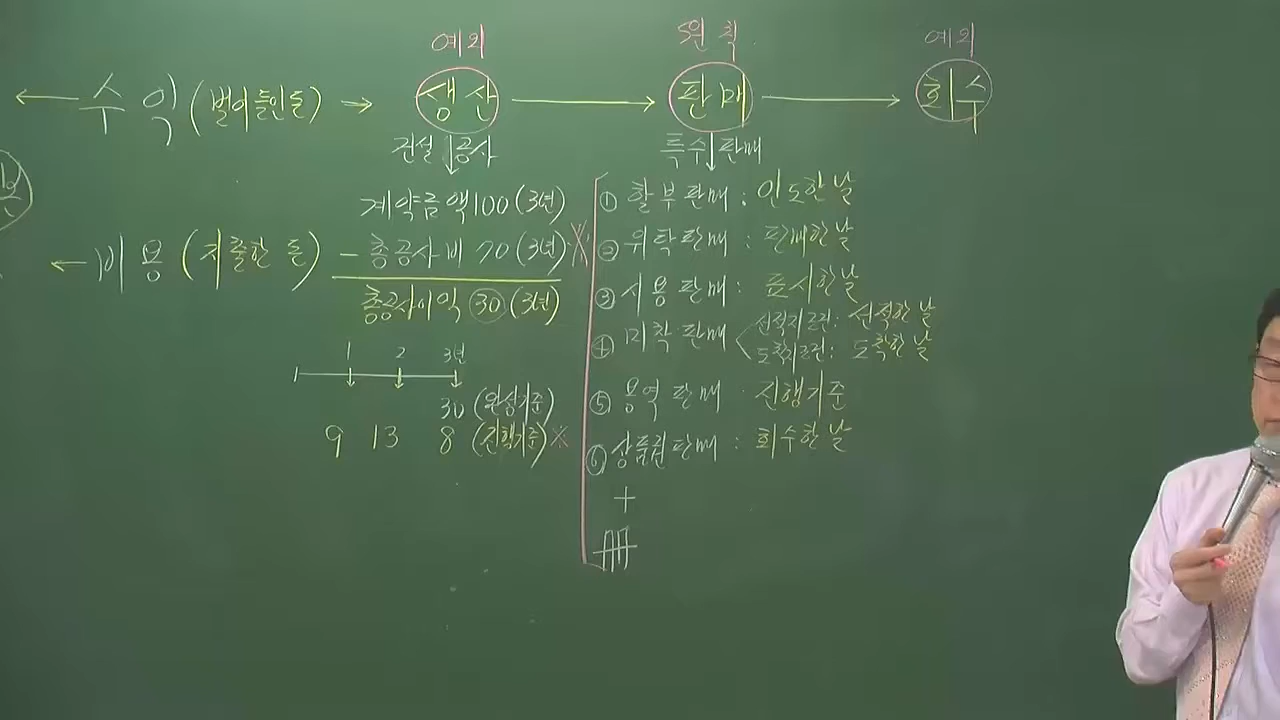 예외
원칙
예외
수익 (벌어들인돈)
생산
판매
회수
건설 공사
특수 판매
계약금액 100 (3년)
비용 (지출한 돈)
- 총공사비 70 (3년)
총공사이익 30 (3년)
1 2 3년
30 (완성기준)
9 13 8 (진행기준)
① 할부판매 : 인도한날
② 위탁판매 : 판매한날
③ 시용판매 : 표시한날
④ 미착판매
선적지조건: 선적한날
도착지조건: 도착한날
⑤ 용역판매 : 진행기준
⑥ 상품권판매 : 회수한날
+